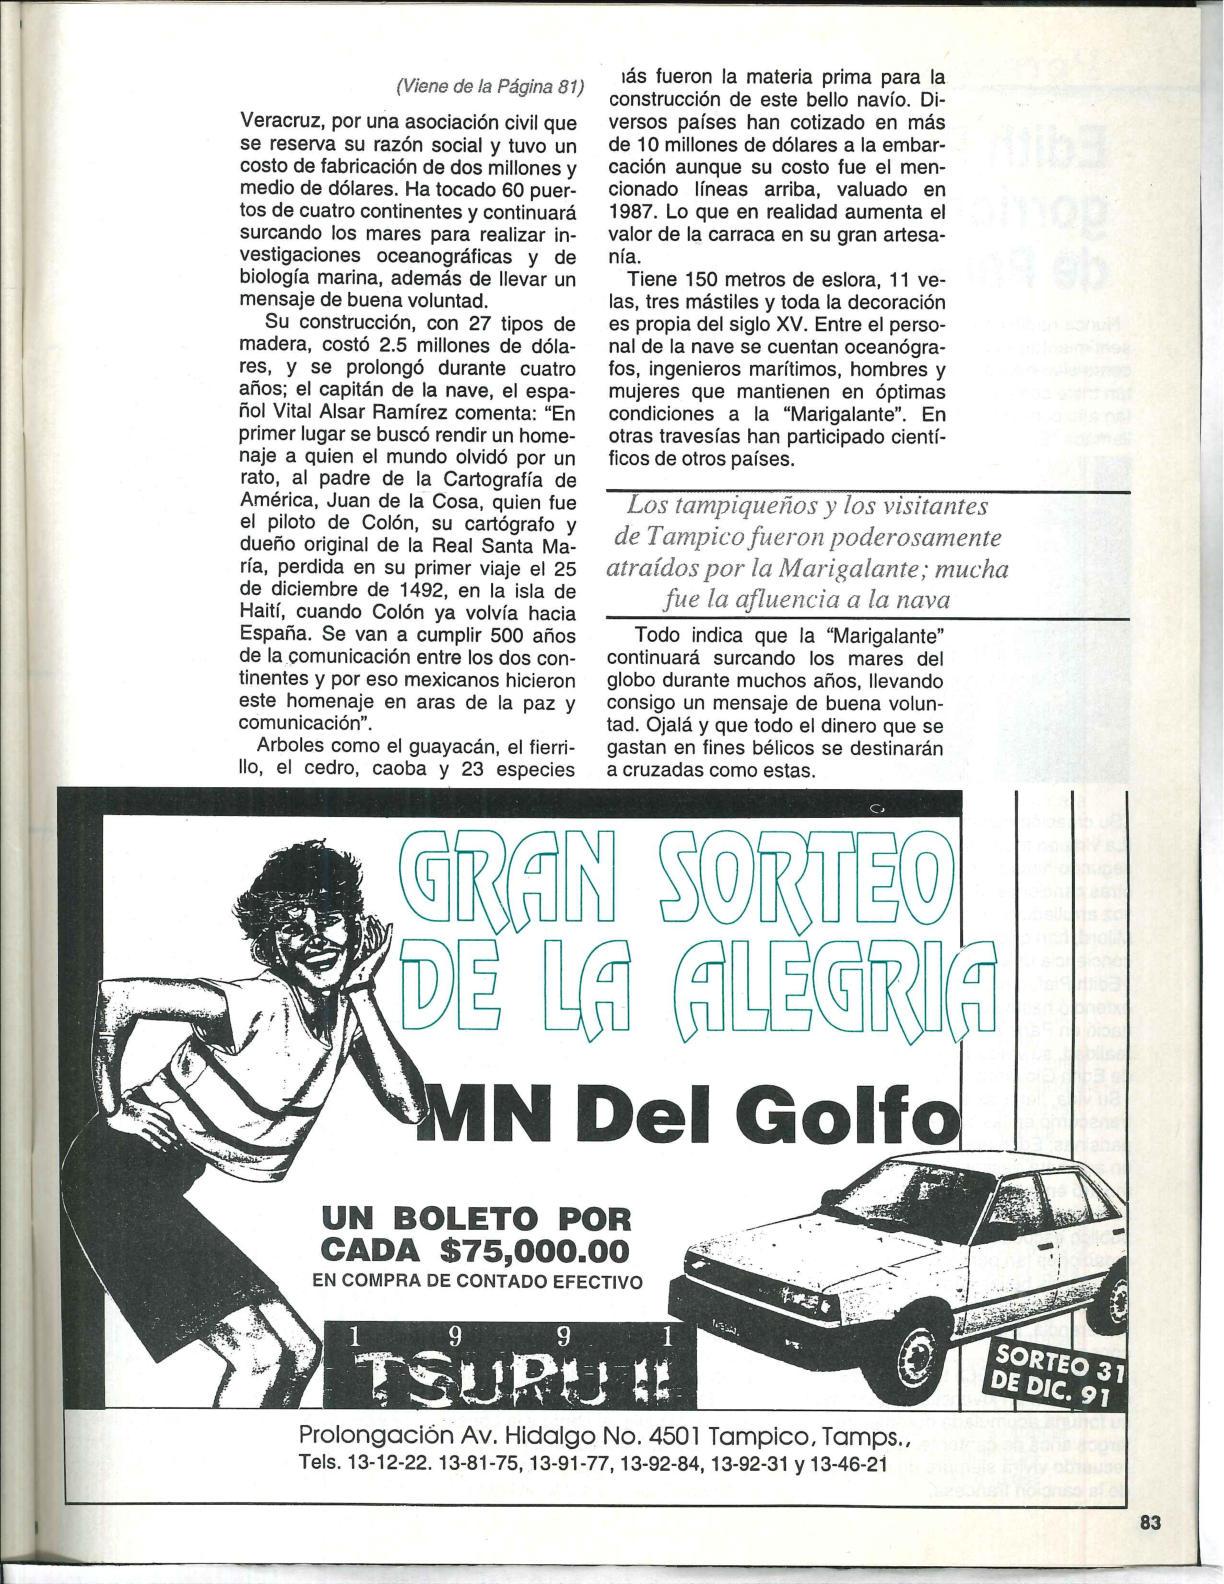 (Viene de la Página 81)
Veracruz, por una asociación civil que
se reserva su razón social y tuvo un
costo de fabricación de dos millones y
medio de dólares. Ha tocado 60 puer-
tos de cuatro continentes y continuará
surcando los mares para realizar in-
vestigaciones oceanográficas y de
biología marina, además de llevar un
mensaje de buena voluntad.
Su construcción, con 27 tipos de
madera, costó 2.5 millones de dóla-
res, y se prolongó durante cuatro
años; el capitán de la nave, el espa-
ñol Vital Alsar Ramírez comenta: “En
primer lugar se buscó rendir un home-
naje a quien el mundo olvidó por un
rato, al padre de la Cartografía de
América, Juan de la Cosa, quien fue
el piloto de Colón, su cartógrafo y
dueño original de la Real Santa Ma-
ría, perdida en su primer viaje el 25
de diciembre de 1492, en la isla de
Haití, cuando Colón ya volvía hacia
España. Se van a cumplir 500 años
de la comunicación entre los dos con-
tinentes y por eso mexicanos hicieron
este homenaje en aras de la paz y
comunicación”.
Arboles como el guayacán, el fierri-
llo, el cedro, caoba y 23 especies
más fueron la materia prima para la
construcción de este bello navío. Di-
versos países han cotizado en más
de 10 millones de dólares a la embar-
cación aunque su costo fue el men-
cionado líneas arriba, valuado en
1987. Lo que en realidad aumenta el
valor de la carraca en su gran artesa-
nía.
Tiene 150 metros de eslora, 11 ve-
las, tres mástiles y toda la decoración
es propia del siglo XV. Entre el perso-
nal de la nave se cuentan oceanógra-
fos, ingenieros marítimos, hombres y
mujeres que mantienen en óptimas
condiciones a la “Marigalante”. En
otras travesías han participado cientí-
ficos de otros países.
Los tampiqueños y los visitantes
de Tampico fueron poderosamente
atraídos por la Marigalante; mucha
fue la afluencia a la nava
Todo indica que la “Marigalante”
continuará surcando los mares del
globo durante muchos años, llevando
consigo un mensaje de buena volun-
tad. Ojalá y que todo el dinero que se
gastan en fines bélicos se destinarán
a cruzadas como estas.
GRAN SORTEO
DE LA ALEGRIA
MN Del Golfo
UN BOLETO POR
CADA $75,000.00
EN COMPRA DE CONTADO EFECTIVO
1991
TSURU II
SORTEO 31
DE DIC. 91
Prolongación Av. Hidalgo No. 4501 Tampico, Tamps.,
Tels. 13-12-22. 13-81-75, 13-91-77, 13-92-84, 13-92-31 y 13-46-21
83